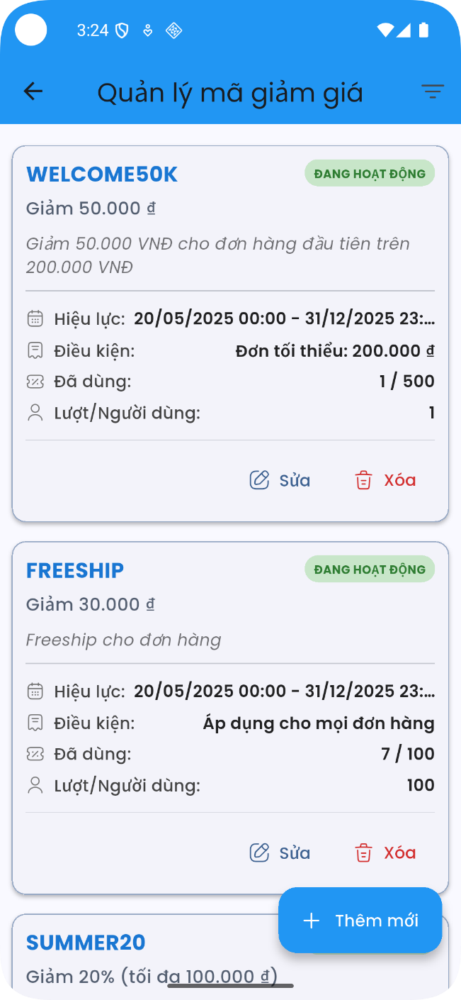 3:24
Quản lý mã giảm giá
WELCOME50K
ĐANG HOẠT ĐỘNG
Giảm 50.000 ₫
Giảm 50.000 VNĐ cho đơn hàng đầu tiên trên
200.000 VNĐ
Hiệu lực: 20/05/2025 00:00 - 31/12/2025 23:...
Điều kiện: Đơn tối thiểu: 200.000 ₫
Đã dùng: 1 / 500
Lượt/Người dùng: 1
Sửa Xóa
FREESHIP
ĐANG HOẠT ĐỘNG
Giảm 30.000 ₫
Freeship cho đơn hàng
Hiệu lực: 20/05/2025 00:00 - 31/12/2025 23:...
Điều kiện: Áp dụng cho mọi đơn hàng
Đã dùng: 7 / 100
Lượt/Người dùng: 100
Sửa Xóa
Thêm mới
SUMMER20
Giảm 20% (tối đa 100.000 ₫)